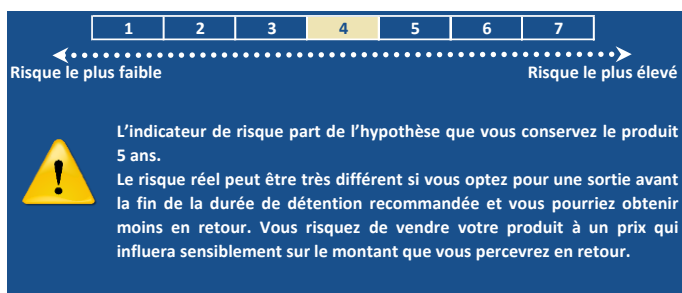 1 2 3 4 5 6 7
Risque le plus faible Risque le plus élevé
L’indicateur de risque part de l’hypothèse que vous conservez le produit
5 ans.
Le risque réel peut être très différent si vous optez pour une sortie avant
la fin de la durée de détention recommandée et vous pourriez obtenir
moins en retour. Vous risquez de vendre votre produit à un prix qui
influera sensiblement sur le montant que vous percevrez en retour.